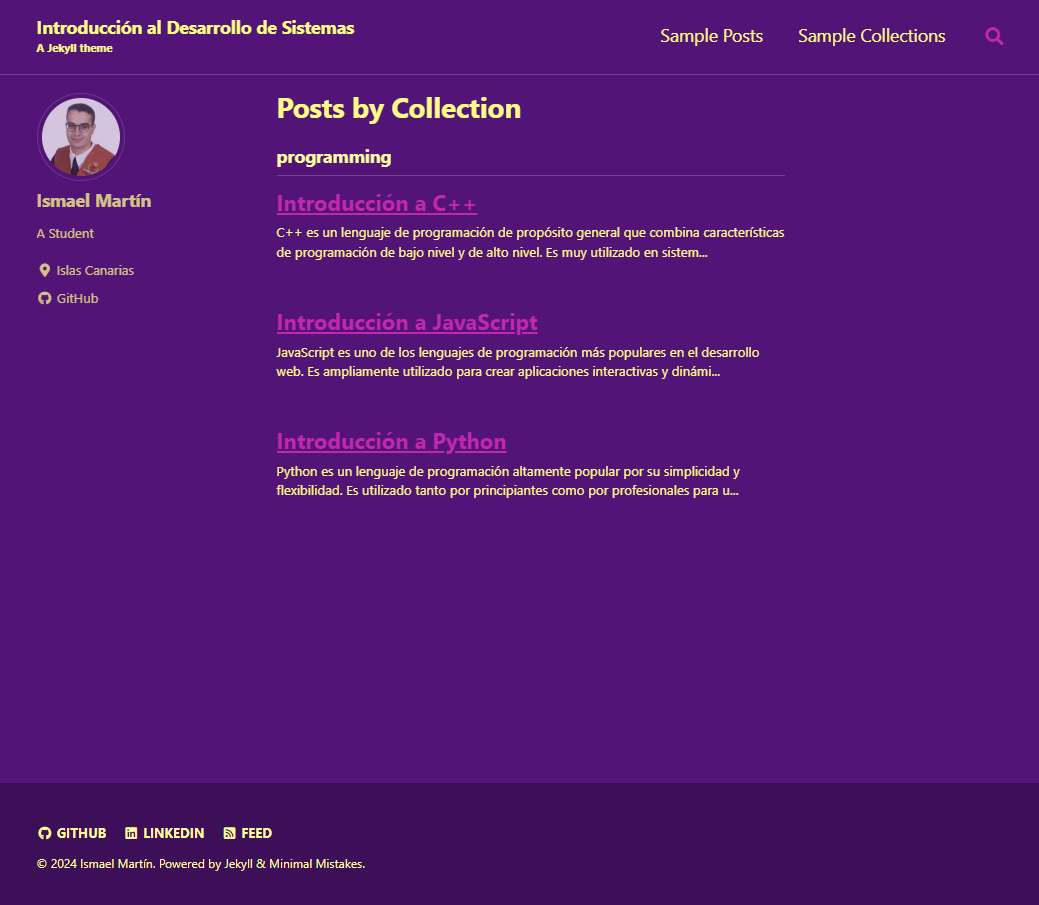 Introducción al Desarrollo de Sistemas
A Jekyll theme
Sample Posts
Sample Collections
Ismael Martín
A Student
Islas Canarias
GitHub
Posts by Collection
programming
Introducción a C++
C++ es un lenguaje de programación de propósito general que combina características
de programación de bajo nivel y de alto nivel. Es muy utilizado en sistem...
Introducción a JavaScript
JavaScript es uno de los lenguajes de programación más populares en el desarrollo
web. Es ampliamente utilizado para crear aplicaciones interactivas y dinámi...
Introducción a Python
Python es un lenguaje de programación altamente popular por su simplicidad y
flexibilidad. Es utilizado tanto por principiantes como por profesionales para u...
GITHUB
LINKEDIN
FEED
© 2024 Ismael Martín. Powered by Jekyll & Minimal Mistakes.